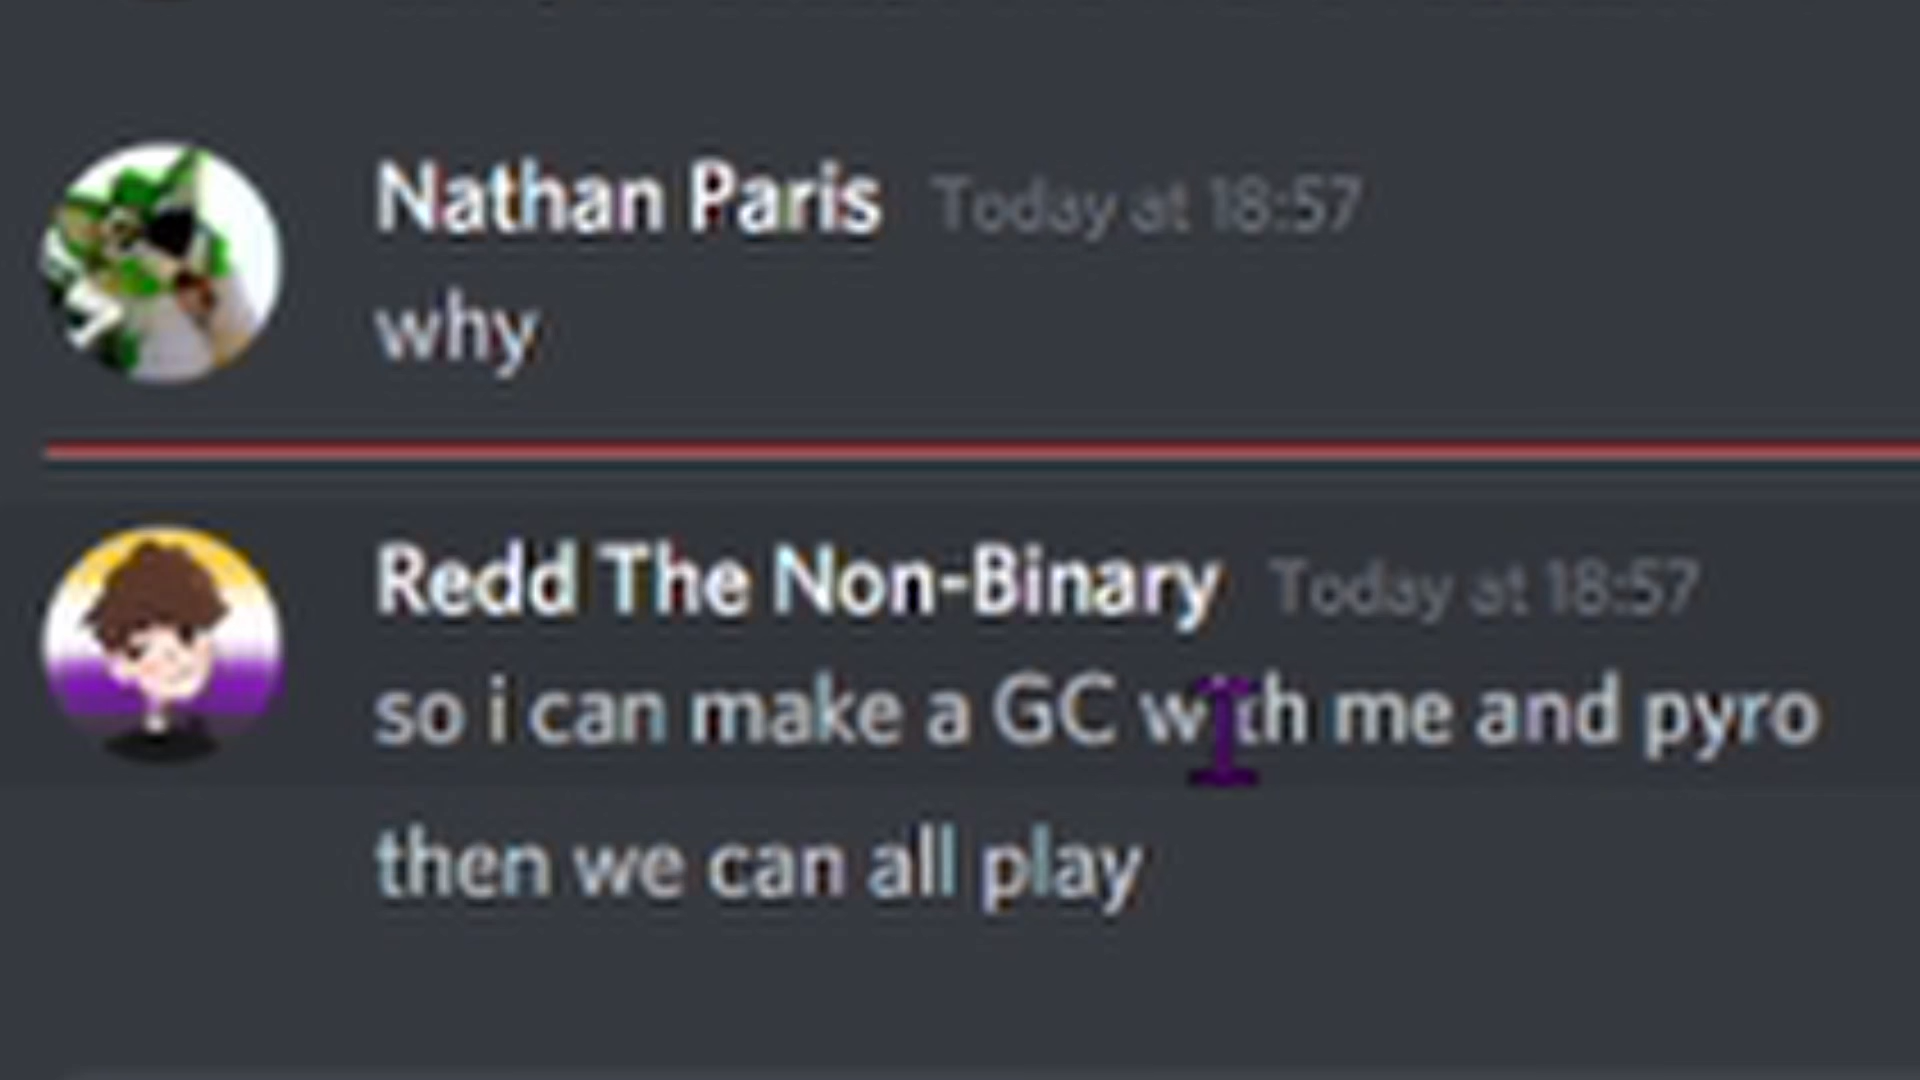 Nathan Paris Today at 18:57
why
Redd The Non-Binary Today at 18:57
so i can make a GC with me and pyro
then we can all play